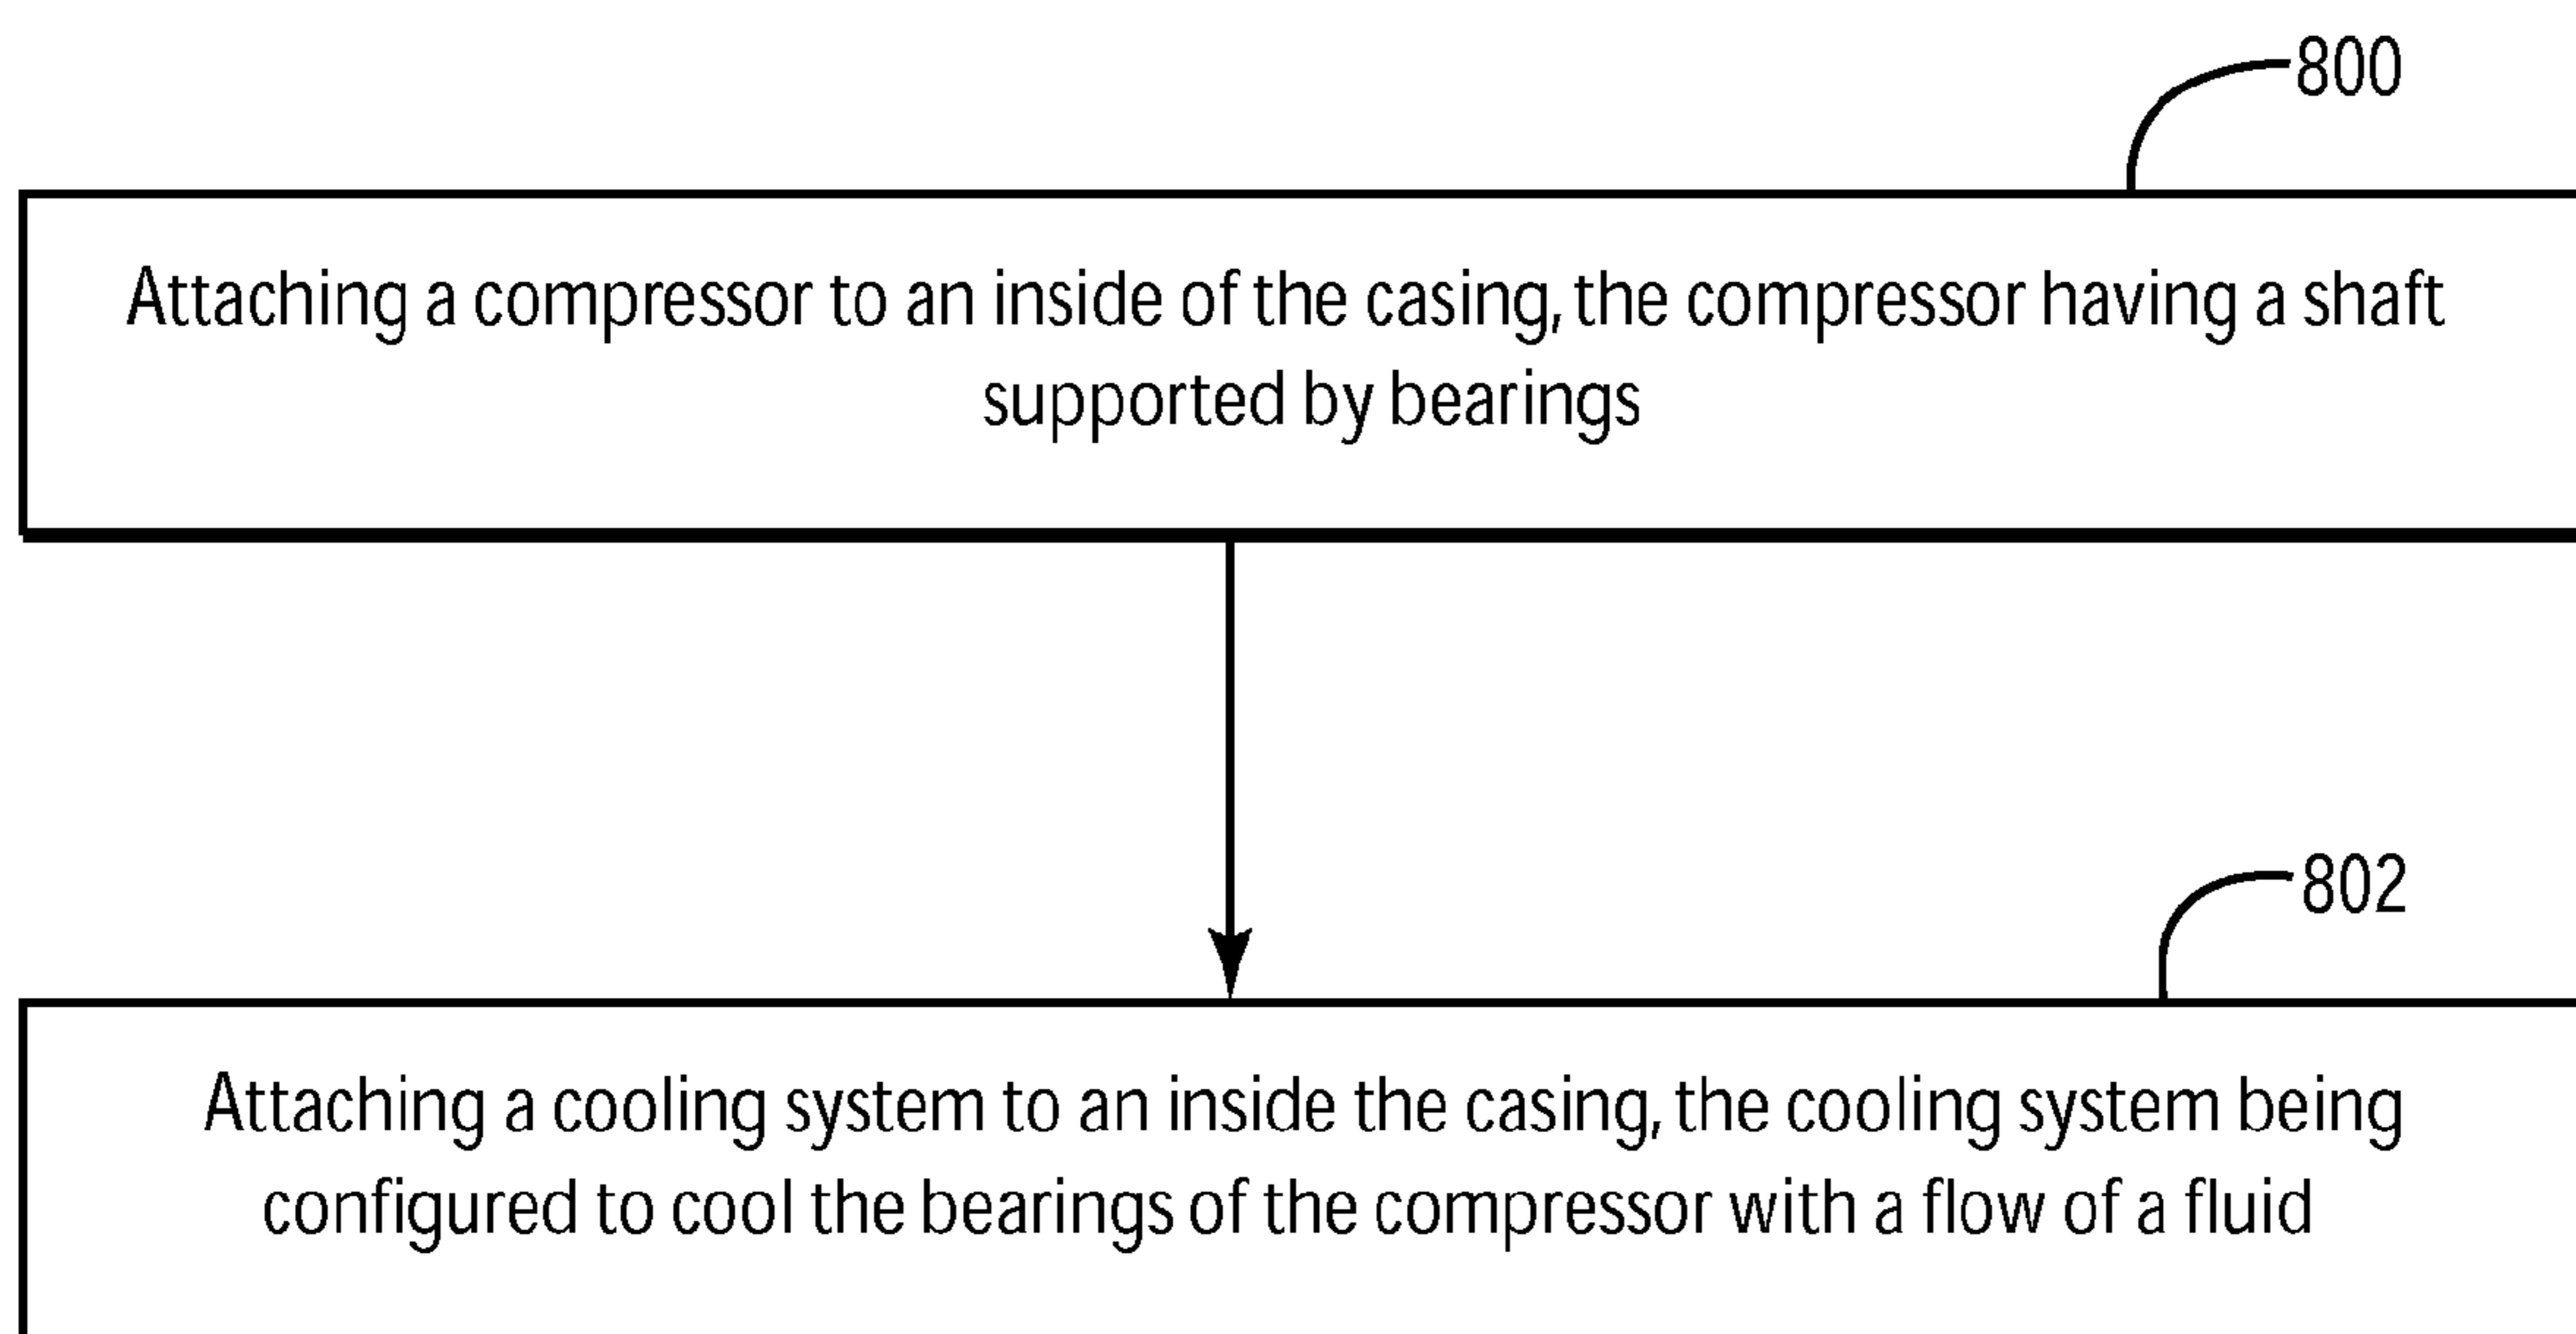 800
Attaching a compressor to an inside of the casing, the compressor having a shaft
supported by bearings
802
Attaching a cooling system to an inside the casing, the cooling system being
configured to cool the bearings of the compressor with a flow of a fluid